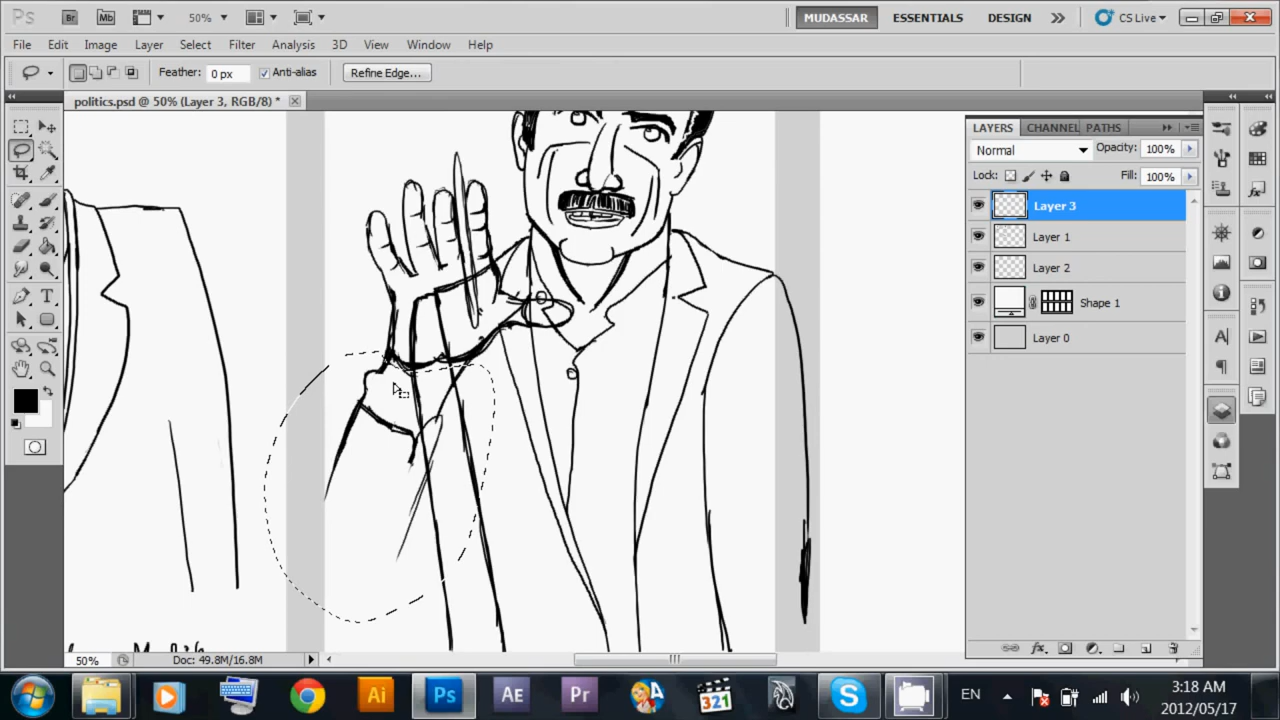 Ps Br Mb 50% MUDASSAR ESSENTIALS DESIGN CS Live
File Edit Image Layer Select Filter Analysis 3D View Window Help
Feather: 0 px Anti-alias Refine Edge...
politics.psd @ 50% (Layer 3, RGB/8) *
LAYERS CHANNEL PATHS
Normal Opacity: 100%
Lock: Fill: 100%
Layer 3
Layer 1
Layer 2
Shape 1
Layer 0
50% Doc: 49.8M/16.8M
Ai Ps AE Pr 321 EN 3:18 AM
2012/05/17